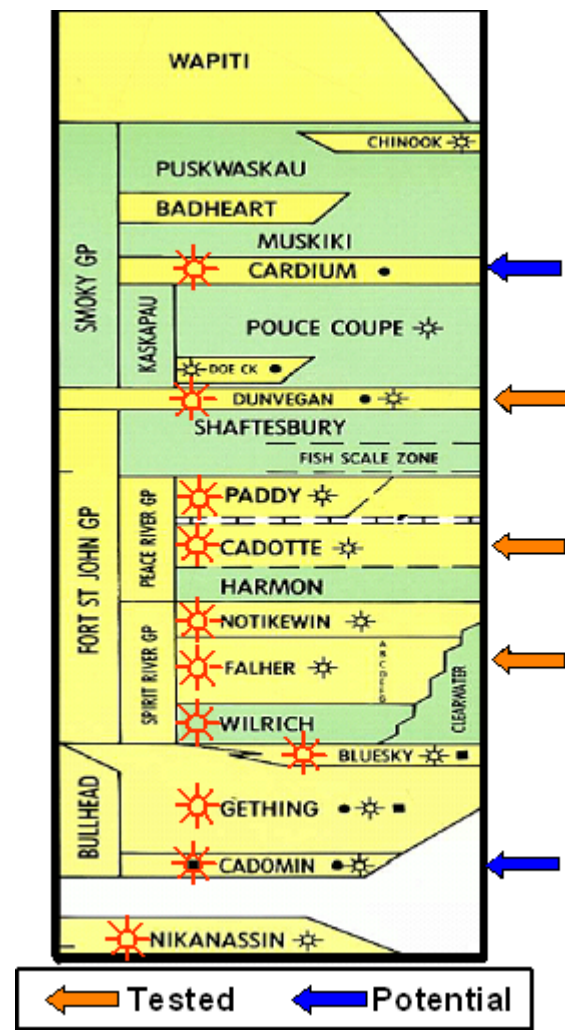 WAPITI
CHINOOK
PUSKWASKAU
BADHEART
MUSKIKI
SMOKY GP
CARDIUM
KASKAPAU
POUCE COUPE
DOE CK
DUNVEGAN
SHAFTESBURY
FISH SCALE ZONE
FORT ST JOHN GP
PEACE RIVER GP
PADDY
CADOTTE
HARMON
SPIRIT RIVER GP
NOTIKEWIN
FALHER
WILRICH
CLEARWATER
BLUESKY
BULLHEAD
GETHING
CADOMIN
NIKANASSIN
Tested Potential